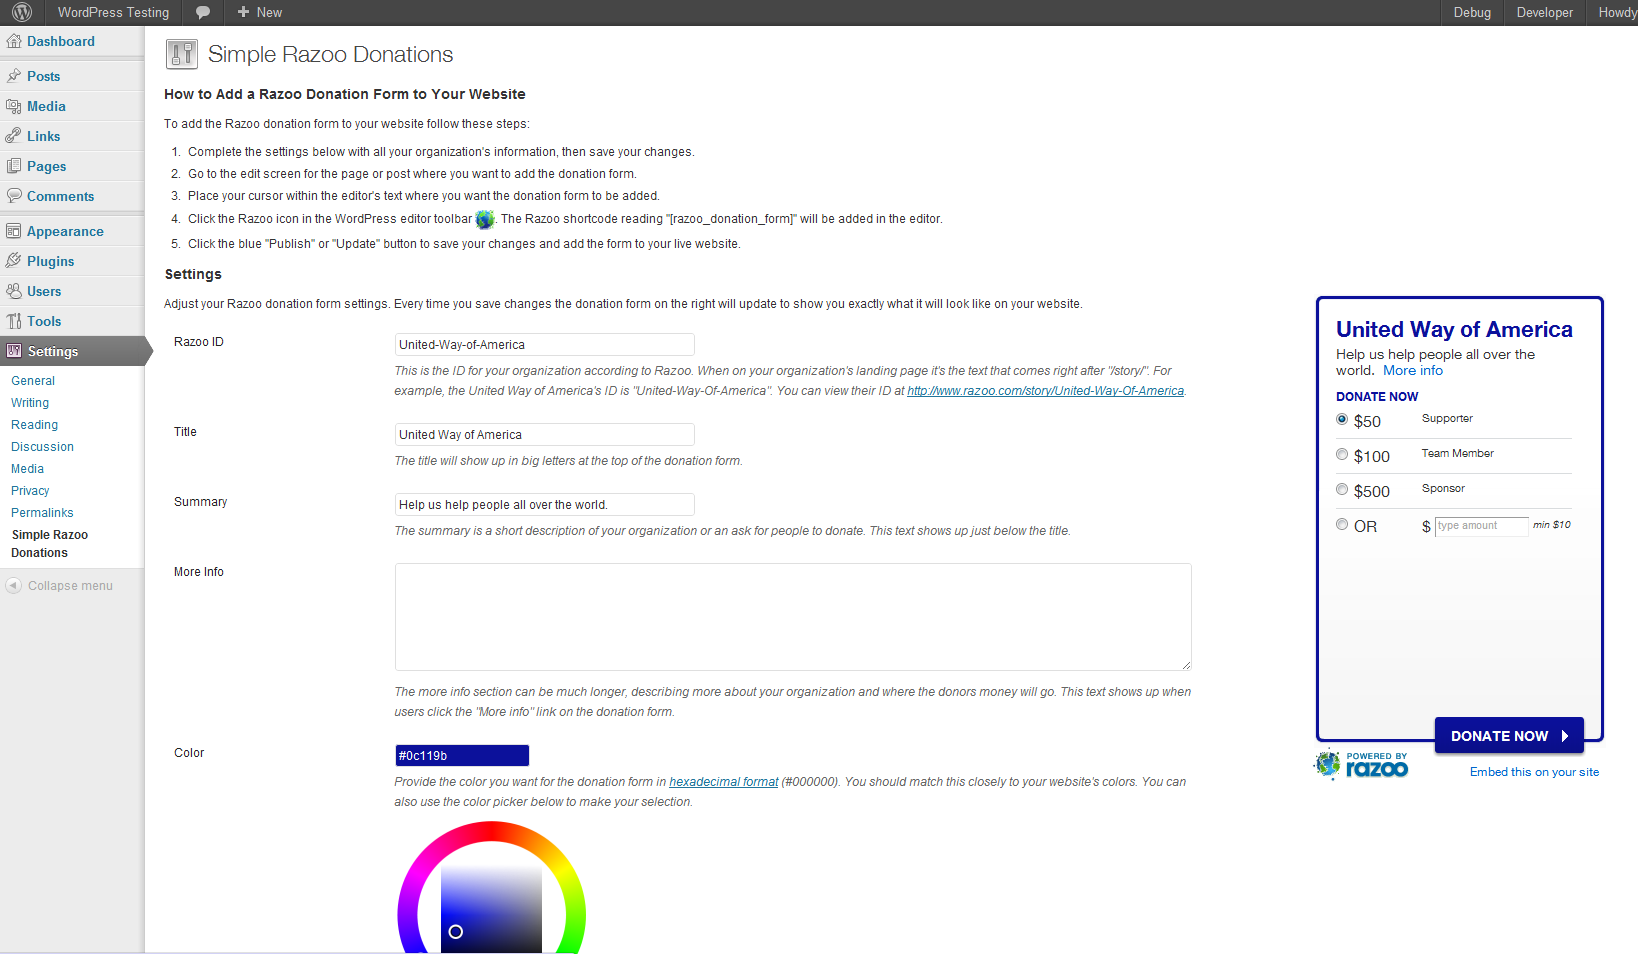 WordPress Testing
New
Debug
Developer
Howdy
Dashboard
Posts
Media
Links
Pages
Comments
Appearance
Plugins
Users
Tools
Settings
General
Writing
Reading
Discussion
Media
Privacy
Permalinks
Simple Razoo
Donations
Collapse menu
Simple Razoo Donations
How to Add a Razoo Donation Form to Your Website
To add the Razoo donation form to your website follow these steps:
1. Complete the settings below with all your organization's information, then save your changes.
2. Go to the edit screen for the page or post where you want to add the donation form.
3. Place your cursor within the editor's text where you want the donation form to be added.
4. Click the Razoo icon in the WordPress editor toolbar . The Razoo shortcode reading "[razoo_donation_form]" will be added in the editor.
5. Click the blue "Publish" or "Update" button to save your changes and add the form to your live website.
Settings
Adjust your Razoo donation form settings. Every time you save changes the donation form on the right will update to show you exactly what it will look like on your website.
Razoo ID
United-Way-of-America
This is the ID for your organization according to Razoo. When on your organization's landing page it's the text that comes right after "/story/". For
example, the United Way of America's ID is "United-Way-Of-America". You can view their ID at http://www.razoo.com/story/United-Way-Of-America.
Title
United Way of America
The title will show up in big letters at the top of the donation form.
Summary
Help us help people all over the world.
The summary is a short description of your organization or an ask for people to donate. This text shows up just below the title.
More Info
The more info section can be much longer, describing more about your organization and where the donors money will go. This text shows up when
users click the "More info" link on the donation form.
Color
#0c119b
Provide the color you want for the donation form in hexadecimal format (#000000). You should match this closely to your website's colors. You can
also use the color picker below to make your selection.
United Way of America
Help us help people all over the
world. More info
DONATE NOW
$50 Supporter
$100 Team Member
$500 Sponsor
OR $ type amount min $10
DONATE NOW
POWERED BY
razoo
Embed this on your site